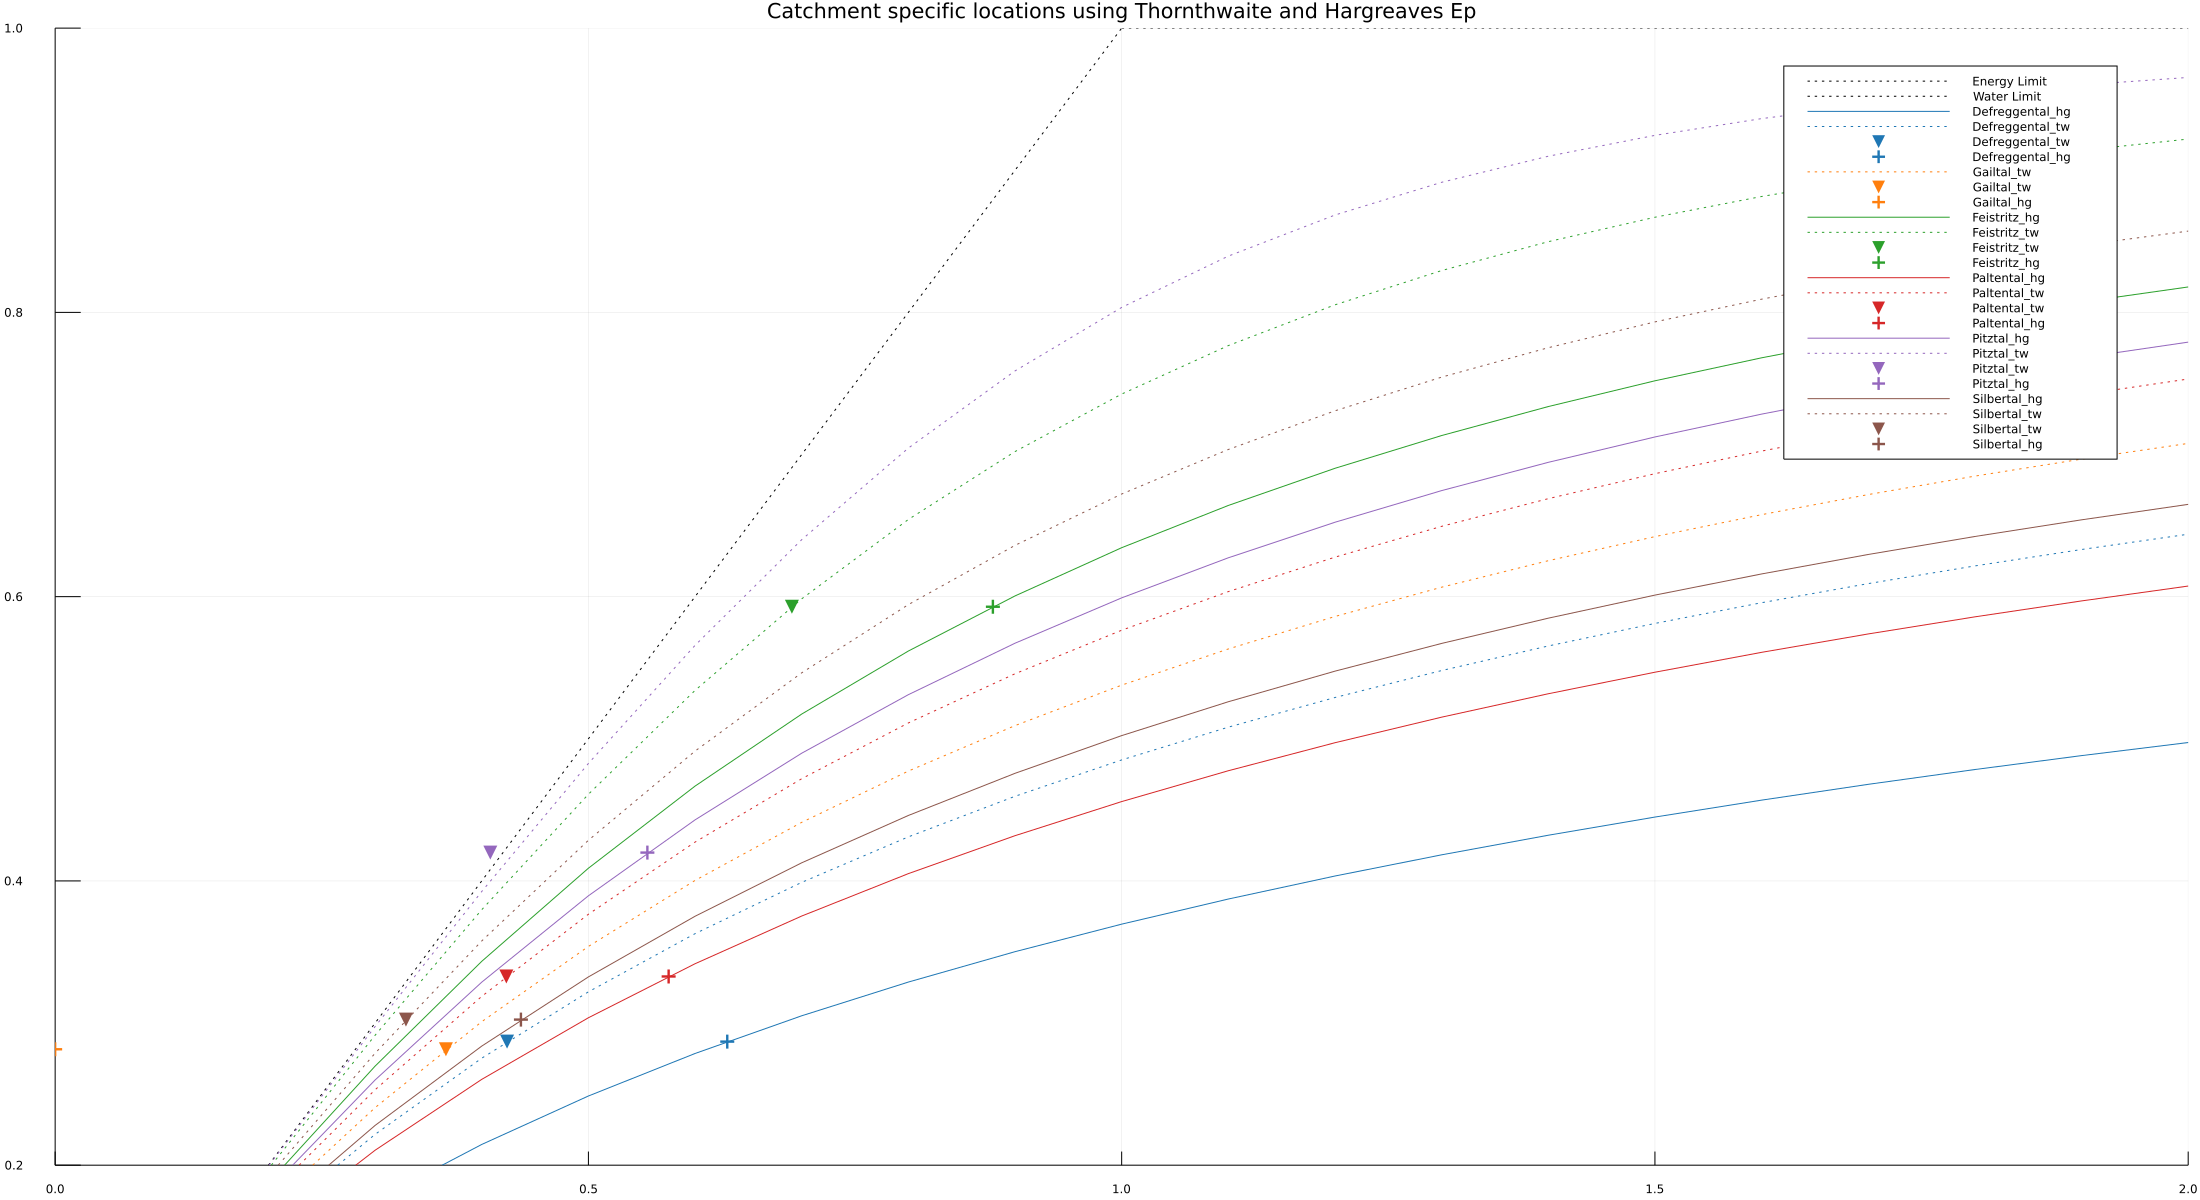 Catchment specific locations using Thornthwaite and Hargreaves Ep
1.0
0.8
0.6
0.4
0.2
0.0 0.5 1.0 1.5 2.0
Energy Limit
Water Limit
Defreggental_hg
Defreggental_tw
Defreggental_tw
Defreggental_hg
Gailtal_tw
Gailtal_tw
Gailtal_hg
Feistritz_hg
Feistritz_tw
Feistritz_tw
Feistritz_hg
Paltental_hg
Paltental_tw
Paltental_tw
Paltental_hg
Pitztal_hg
Pitztal_tw
Pitztal_tw
Pitztal_hg
Silbertal_hg
Silbertal_tw
Silbertal_tw
Silbertal_hg